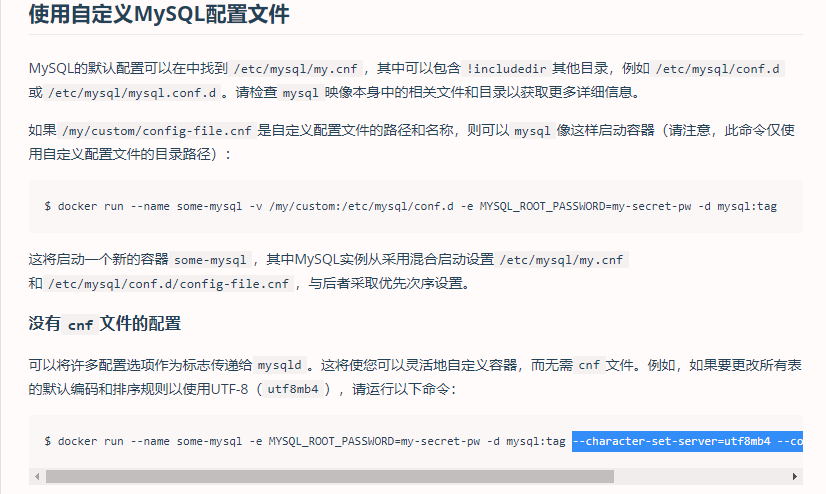 使用自定义MySQL配置文件
MySQL的默认配置可以在中找到 /etc/mysql/my.cnf ，其中可以包含 !includedir 其他目录，例如 /etc/mysql/conf.d
或 /etc/mysql/mysql.conf.d 。请检查 mysql 映像本身中的相关文件和目录以获取更多详细信息。
如果 /my/custom/config-file.cnf 是自定义配置文件的路径和名称，则可以 mysql 像这样启动容器（请注意，此命令仅使
用自定义配置文件的目录路径）：
$ docker run --name some-mysql -v /my/custom:/etc/mysql/conf.d -e MYSQL_ROOT_PASSWORD=my-secret-pw -d mysql:tag
这将启动一个新的容器 some-mysql ，其中MySQL实例从采用混合启动设置 /etc/mysql/my.cnf
和 /etc/mysql/conf.d/config-file.cnf ，与后者采取优先次序设置。
没有 cnf 文件的配置
可以将许多配置选项作为标志传递给 mysqld 。这将使您可以灵活地自定义容器，而无需 cnf 文件。例如，如果要更改所有表
的默认编码和排序规则以使用UTF-8（ utf8mb4 ），请运行以下命令：
$ docker run --name some-mysql -e MYSQL_ROOT_PASSWORD=my-secret-pw -d mysql:tag --character-set-server=utf8mb4 --co